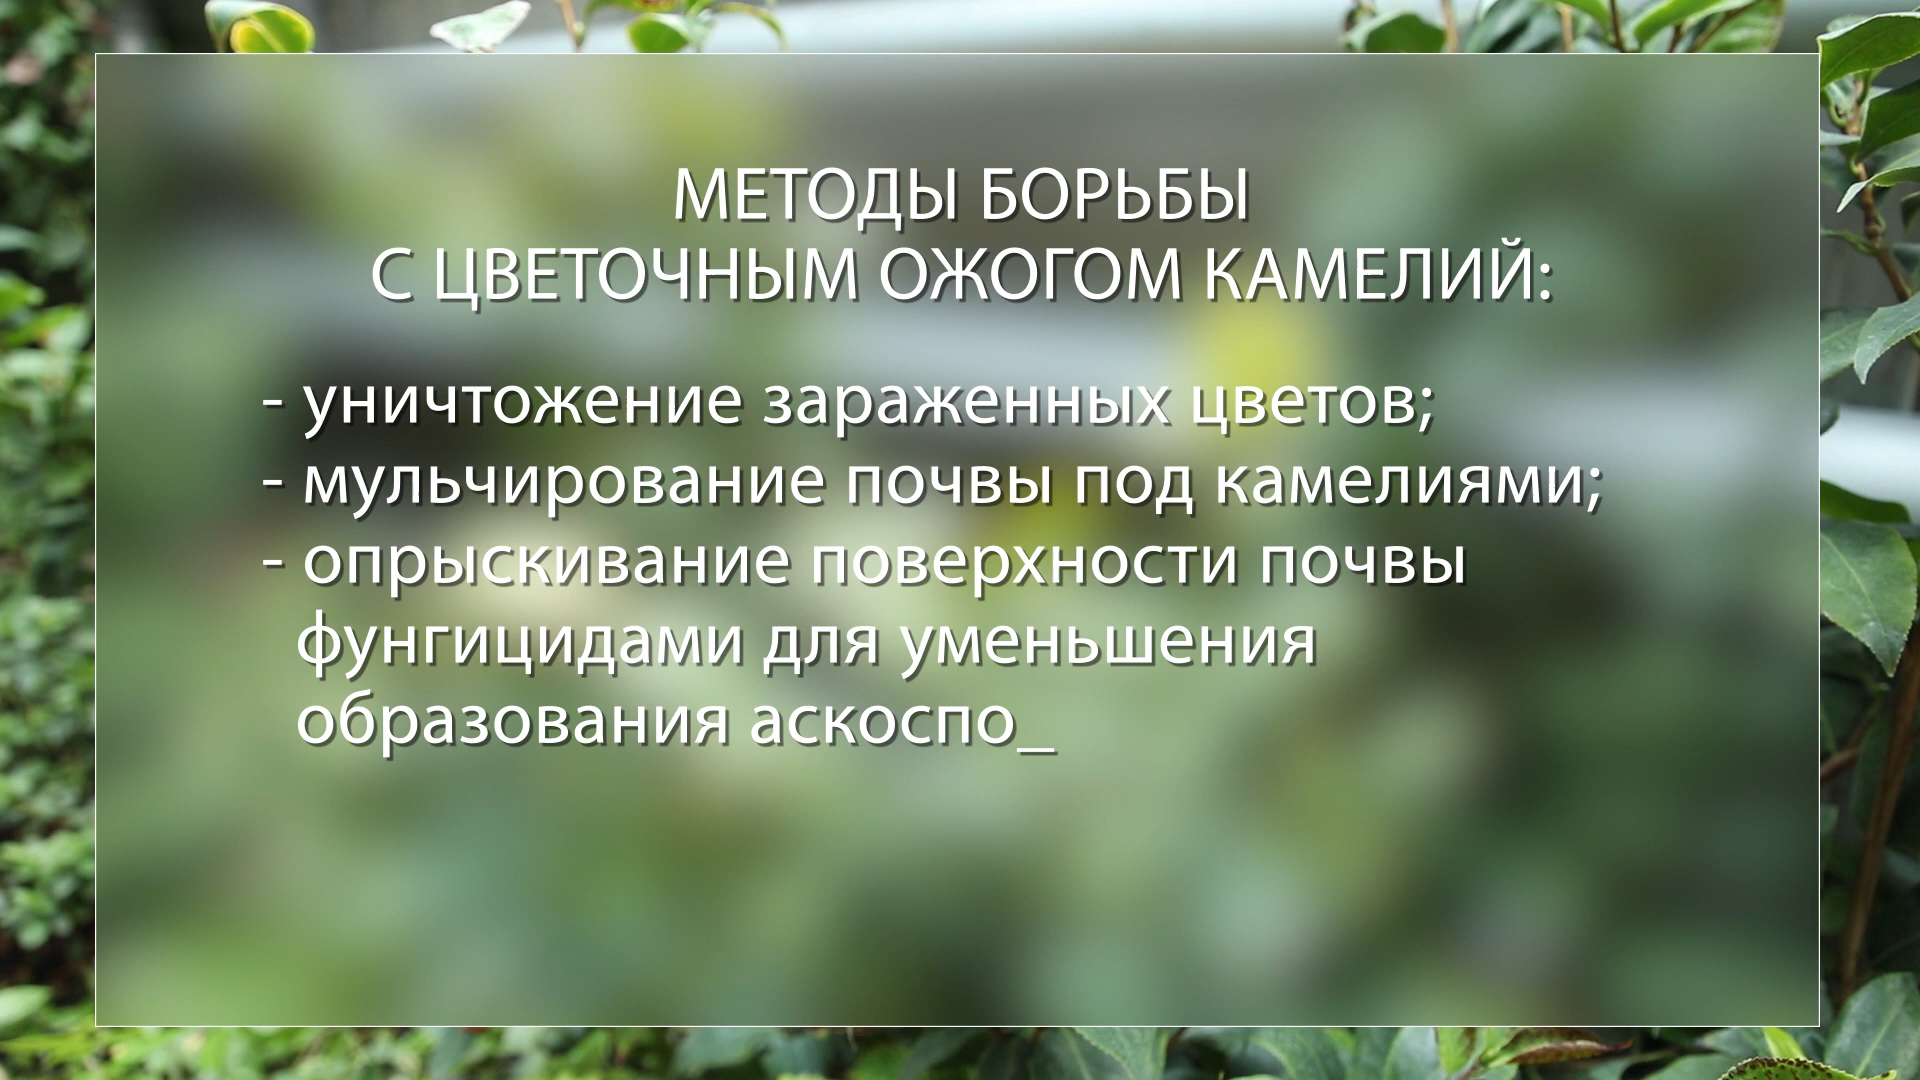 МЕТОДЫ БОРЬБЫ
С ЦВЕТОЧНЫМ ОЖОГОМ КАМЕЛИЙ:
- уничтожение зараженных цветов;
- мульчирование почвы под камелиями;
- опрыскивание поверхности почвы
фунгицидами для уменьшения
образования аскоспо_